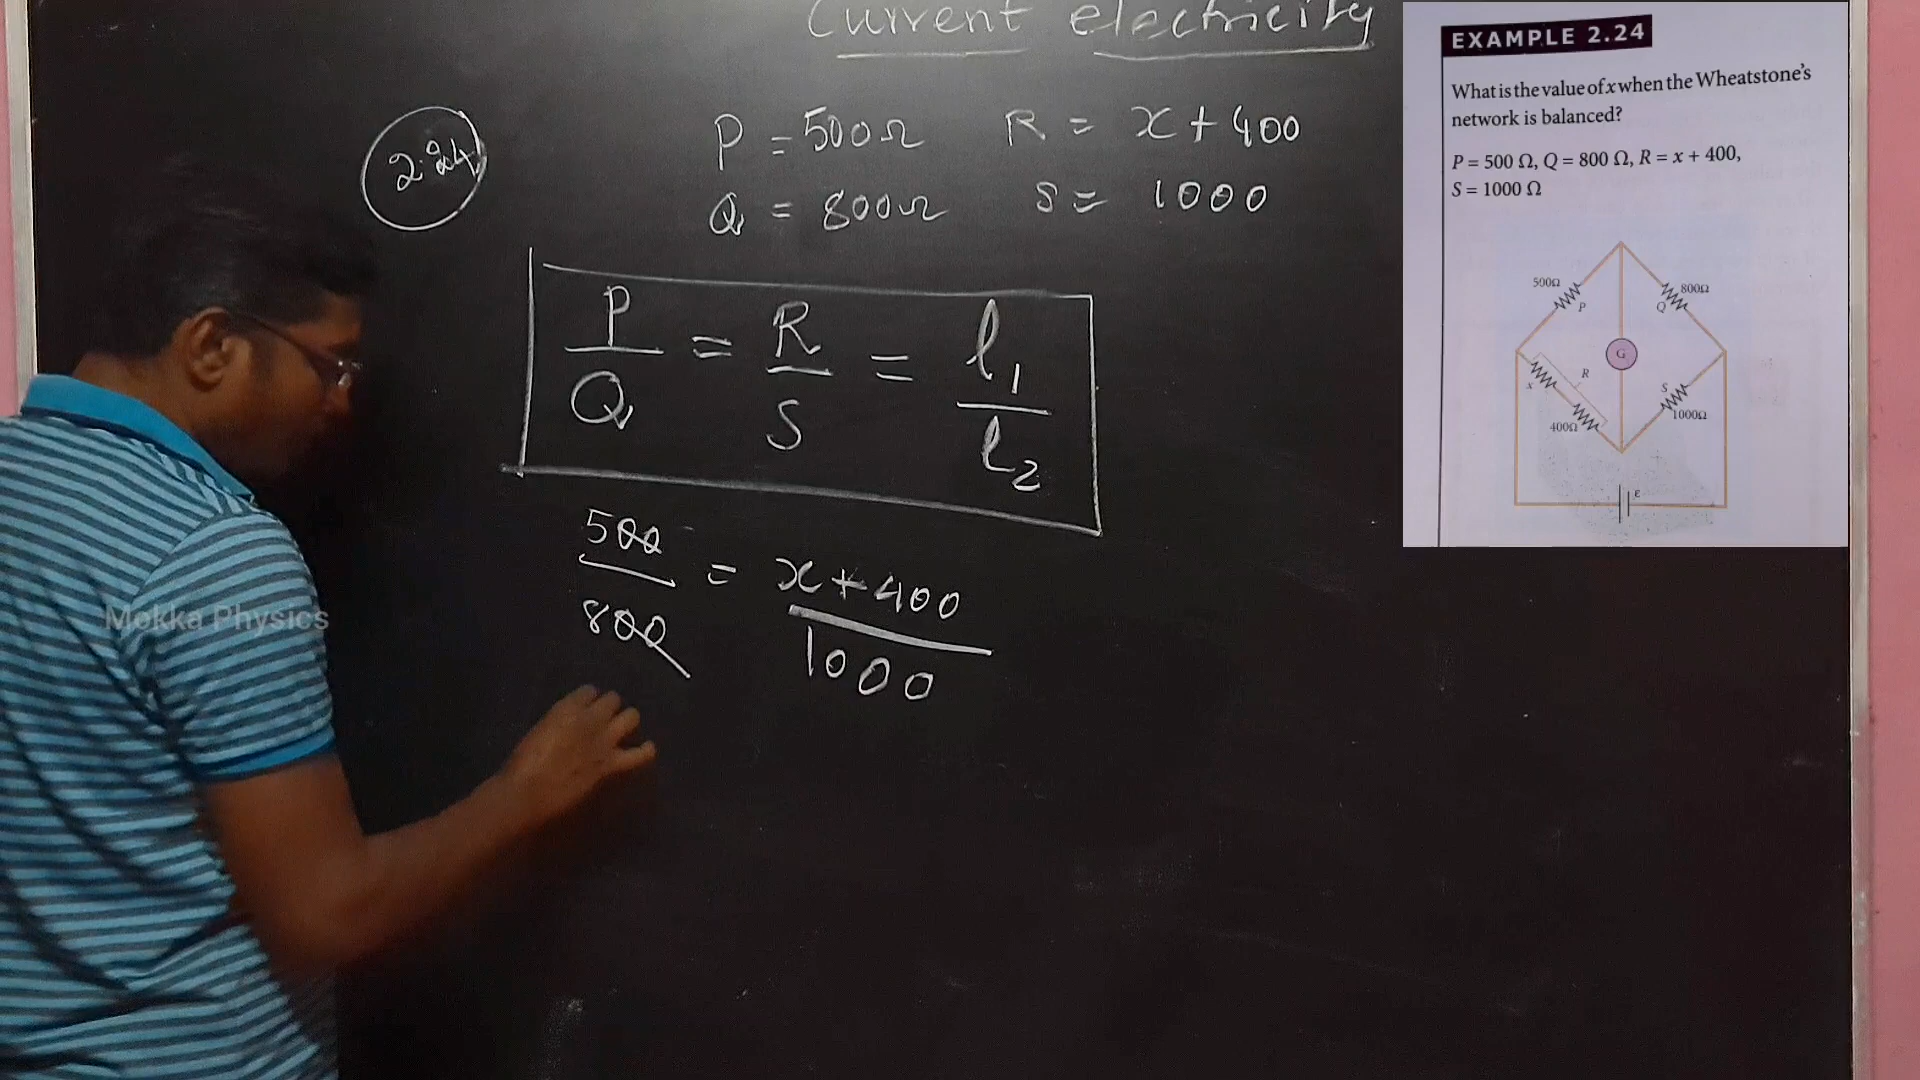 Current electricity
2.24
P = 500Ω R = x + 400
Q = 800Ω S = 1000
P/Q = R/S = l₁/l₂
500/800 = x+400/1000
Mokka Physics
EXAMPLE 2.24
What is the value of x when the Wheatstone's
network is balanced?
P = 500 Ω, Q = 800 Ω, R = x + 400,
S = 1000 Ω
500Ω
P
800Ω
Q
G
x
R
400Ω
S
1000Ω
ε